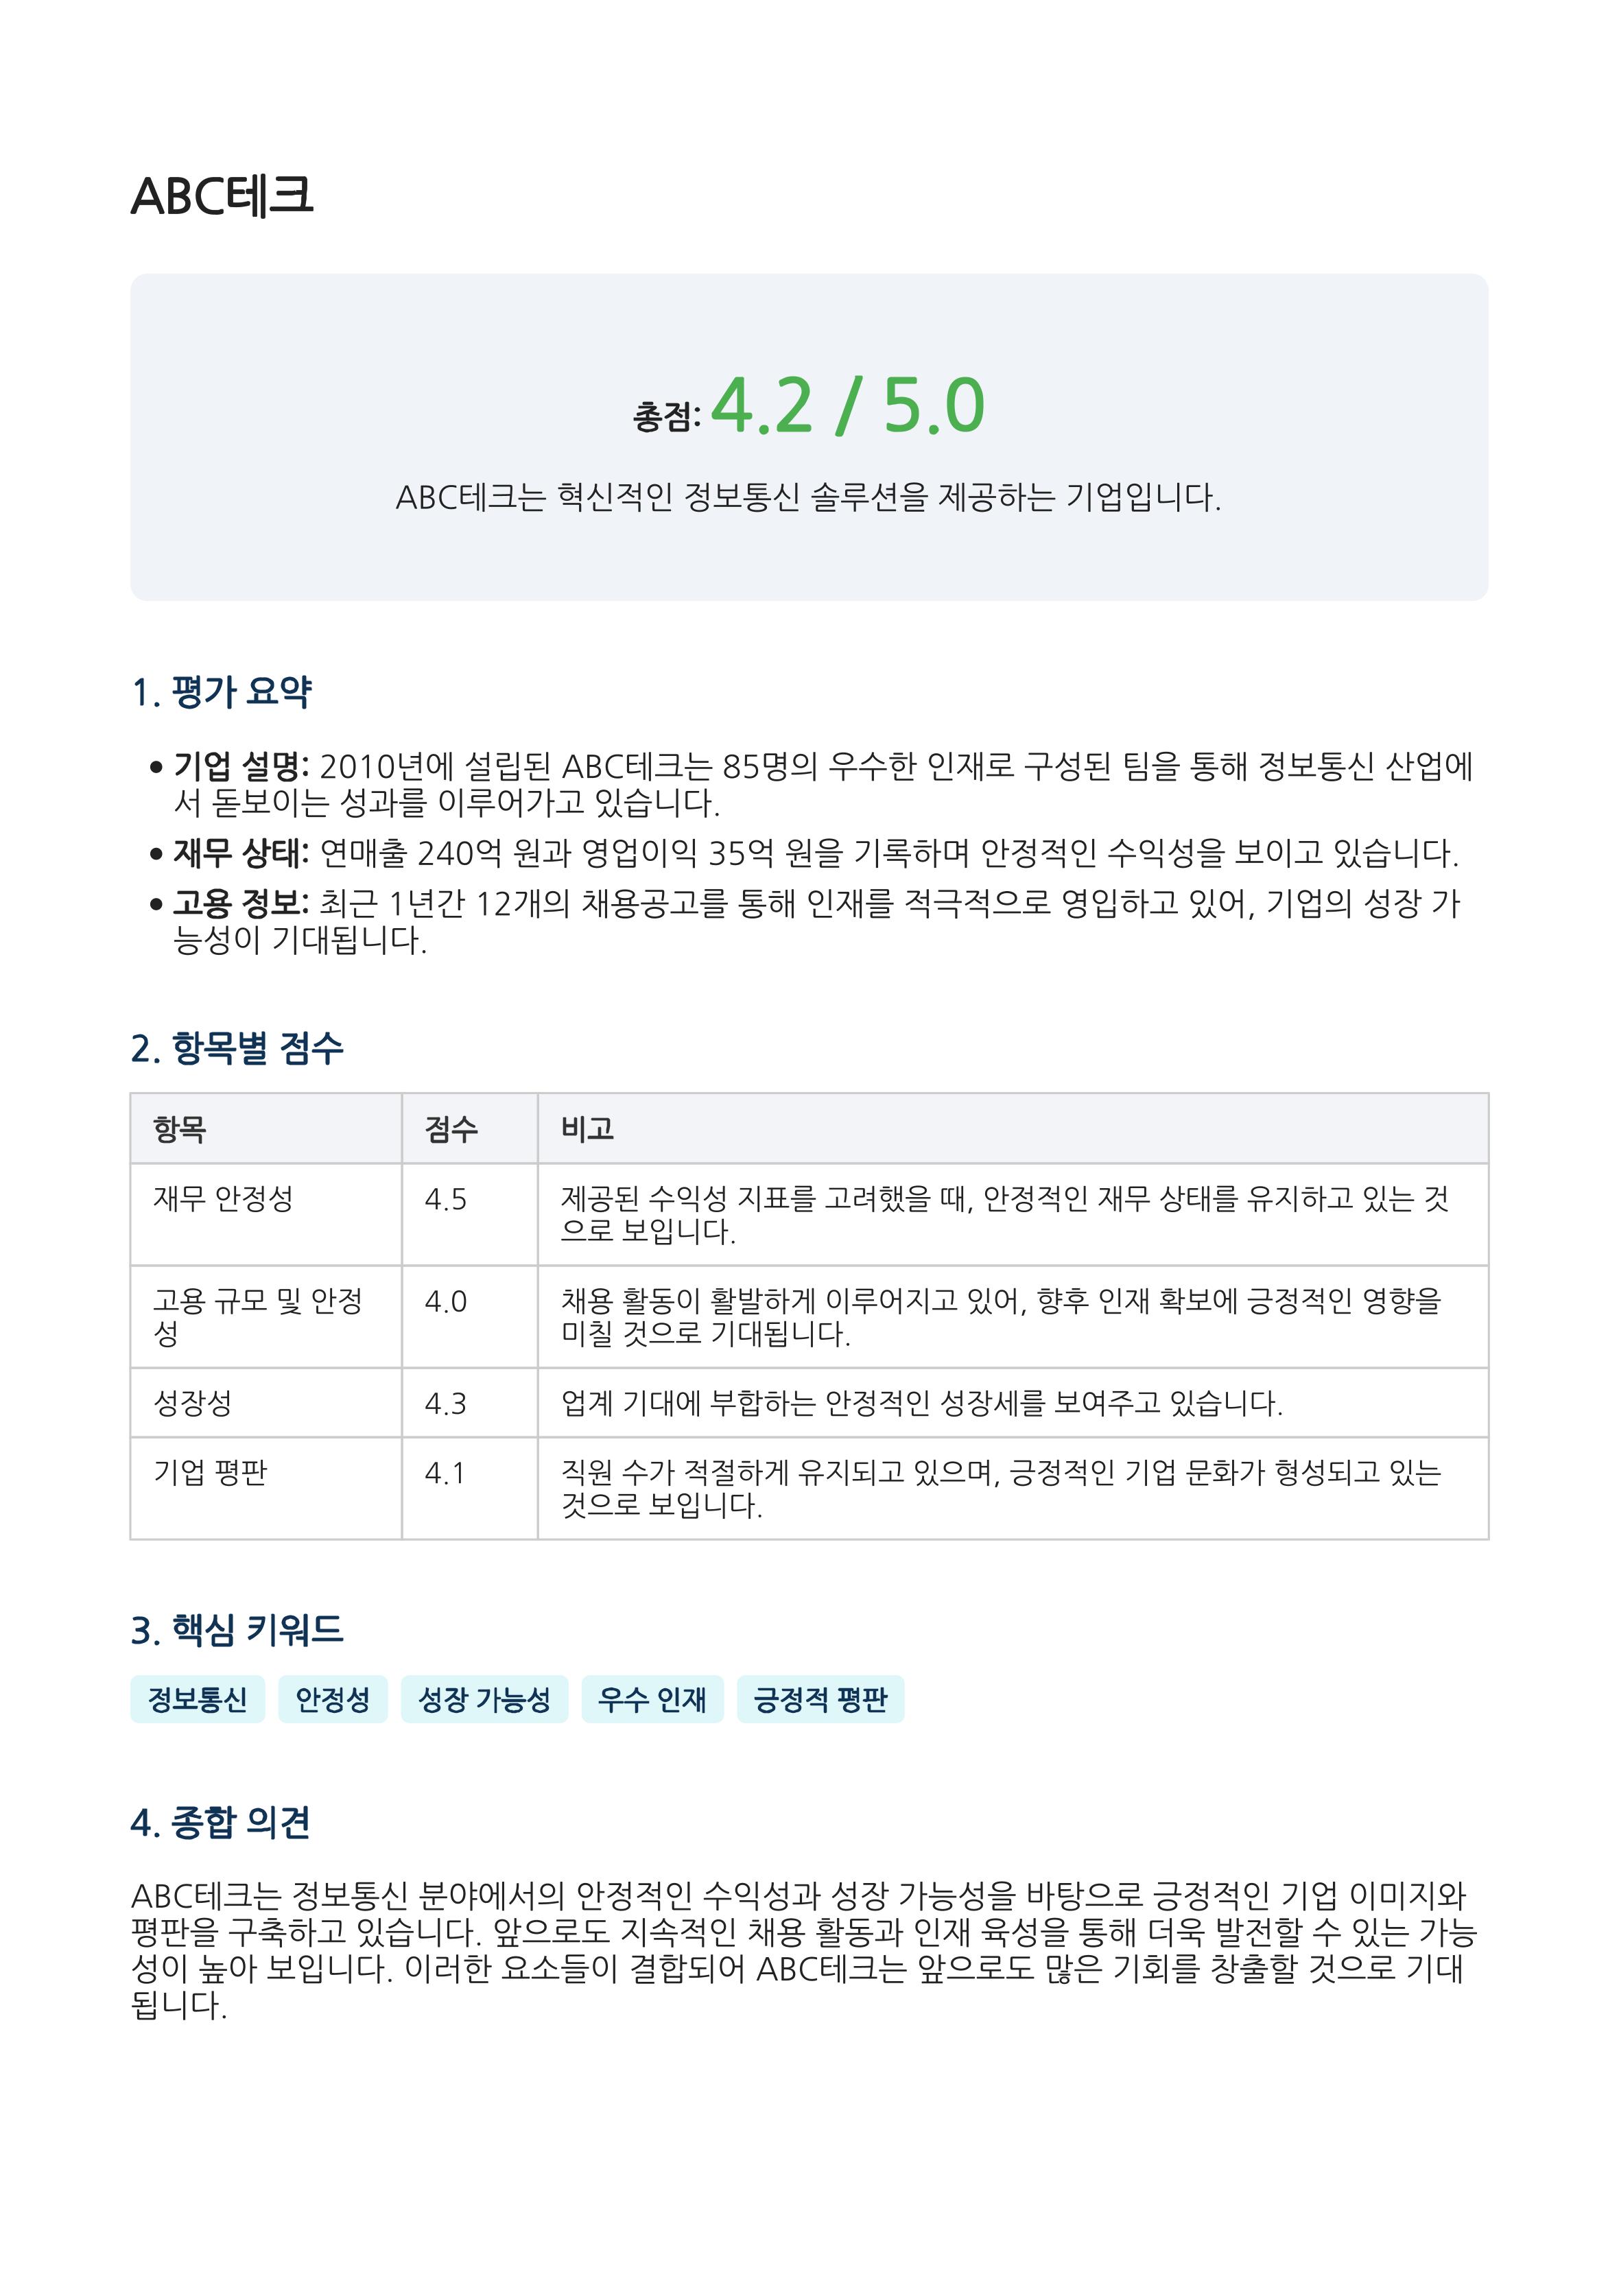 ABC테크
총점: 4.2 / 5.0
ABC테크는 혁신적인 정보통신 솔루션을 제공하는 기업입니다.
1. 평가 요약
• 기업 설명: 2010년에 설립된 ABC테크는 85명의 우수한 인재로 구성된 팀을 통해 정보통신 산업에
서 돋보이는 성과를 이루어가고 있습니다.
• 재무 상태: 연매출 240억 원과 영업이익 35억 원을 기록하며 안정적인 수익성을 보이고 있습니다.
• 고용 정보: 최근 1년간 12개의 채용공고를 통해 인재를 적극적으로 영입하고 있어, 기업의 성장 가
능성이 기대됩니다.
2. 항목별 점수
항목 점수 비고
재무 안정성 4.5 제공된 수익성 지표를 고려했을 때, 안정적인 재무 상태를 유지하고 있는 것
으로 보입니다.
고용 규모 및 안정 4.0 채용 활동이 활발하게 이루어지고 있어, 향후 인재 확보에 긍정적인 영향을
성 미칠 것으로 기대됩니다.
성장성 4.3 업계 기대에 부합하는 안정적인 성장세를 보여주고 있습니다.
기업 평판 4.1 직원 수가 적절하게 유지되고 있으며, 긍정적인 기업 문화가 형성되고 있는
것으로 보입니다.
3. 핵심 키워드
정보통신 안정성 성장 가능성 우수 인재 긍정적 평판
4. 종합 의견
ABC테크는 정보통신 분야에서의 안정적인 수익성과 성장 가능성을 바탕으로 긍정적인 기업 이미지와
평판을 구축하고 있습니다. 앞으로도 지속적인 채용 활동과 인재 육성을 통해 더욱 발전할 수 있는 가능
성이 높아 보입니다. 이러한 요소들이 결합되어 ABC테크는 앞으로도 많은 기회를 창출할 것으로 기대
됩니다.